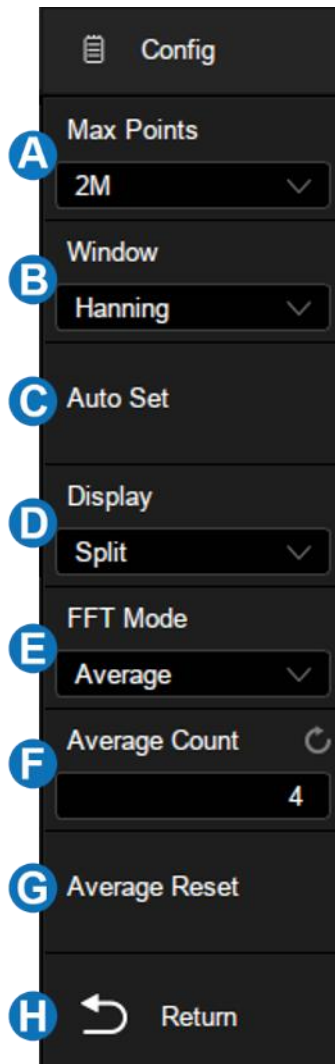 Config
A
Max Points
2M
B
Window
Hanning
C
Auto Set
D
Display
Split
E
FFT Mode
Average
F
Average Count
4
G
Average Reset
H
Return